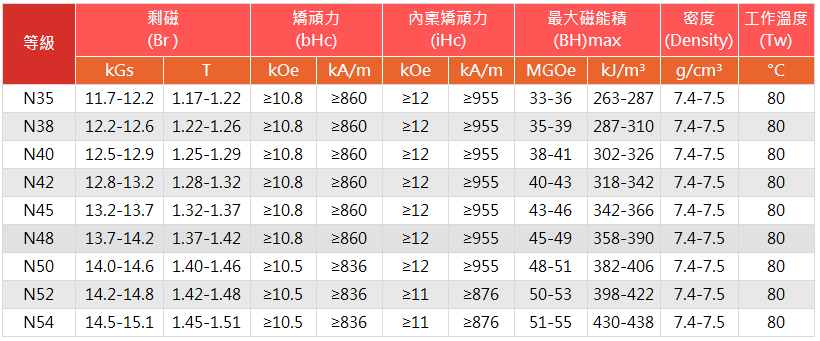 等級 剩磁 矯頑力 內禀矯頑力 最大磁能積 密度 工作溫度
(Br ) (bHc) (iHc) (BH)max (Density) (Tw)
kGs T kOe kA/m kOe kA/m MGOe kJ/m³ g/cm³ °C
N35 11.7-12.2 1.17-1.22 ≥10.8 ≥860 ≥12 ≥955 33-36 263-287 7.4-7.5 80
N38 12.2-12.6 1.22-1.26 ≥10.8 ≥860 ≥12 ≥955 35-39 287-310 7.4-7.5 80
N40 12.5-12.9 1.25-1.29 ≥10.8 ≥860 ≥12 ≥955 38-41 302-326 7.4-7.5 80
N42 12.8-13.2 1.28-1.32 ≥10.8 ≥860 ≥12 ≥955 40-43 318-342 7.4-7.5 80
N45 13.2-13.7 1.32-1.37 ≥10.8 ≥860 ≥12 ≥955 43-46 342-366 7.4-7.5 80
N48 13.7-14.2 1.37-1.42 ≥10.8 ≥860 ≥12 ≥955 45-49 358-390 7.4-7.5 80
N50 14.0-14.6 1.40-1.46 ≥10.5 ≥836 ≥12 ≥955 48-51 382-406 7.4-7.5 80
N52 14.2-14.8 1.42-1.48 ≥10.5 ≥836 ≥11 ≥876 50-53 398-422 7.4-7.5 80
N54 14.5-15.1 1.45-1.51 ≥10.5 ≥836 ≥11 ≥876 51-55 430-438 7.4-7.5 80